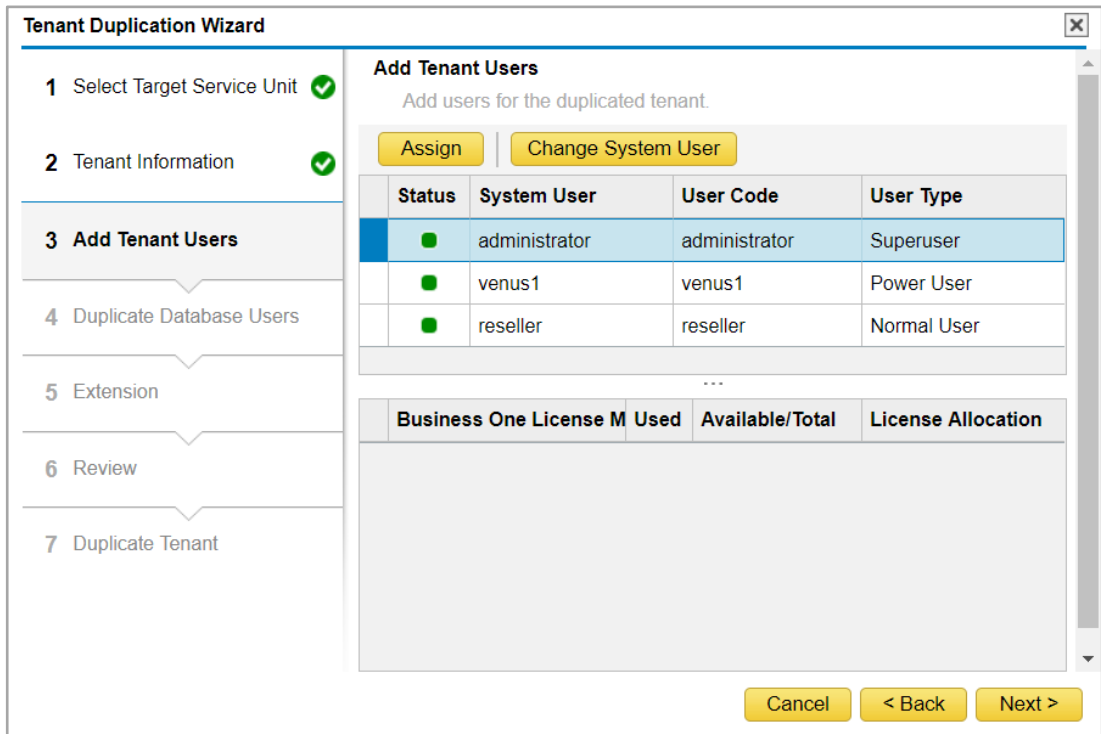 Tenant Duplication Wizard
1 Select Target Service Unit
2 Tenant Information
3 Add Tenant Users
4 Duplicate Database Users
5 Extension
6 Review
7 Duplicate Tenant
Add Tenant Users
Add users for the duplicated tenant.
Assign Change System User
Status System User User Code User Type
administrator administrator Superuser
venus1 venus1 Power User
reseller reseller Normal User
Business One License M Used Available/Total License Allocation
Cancel < Back Next >